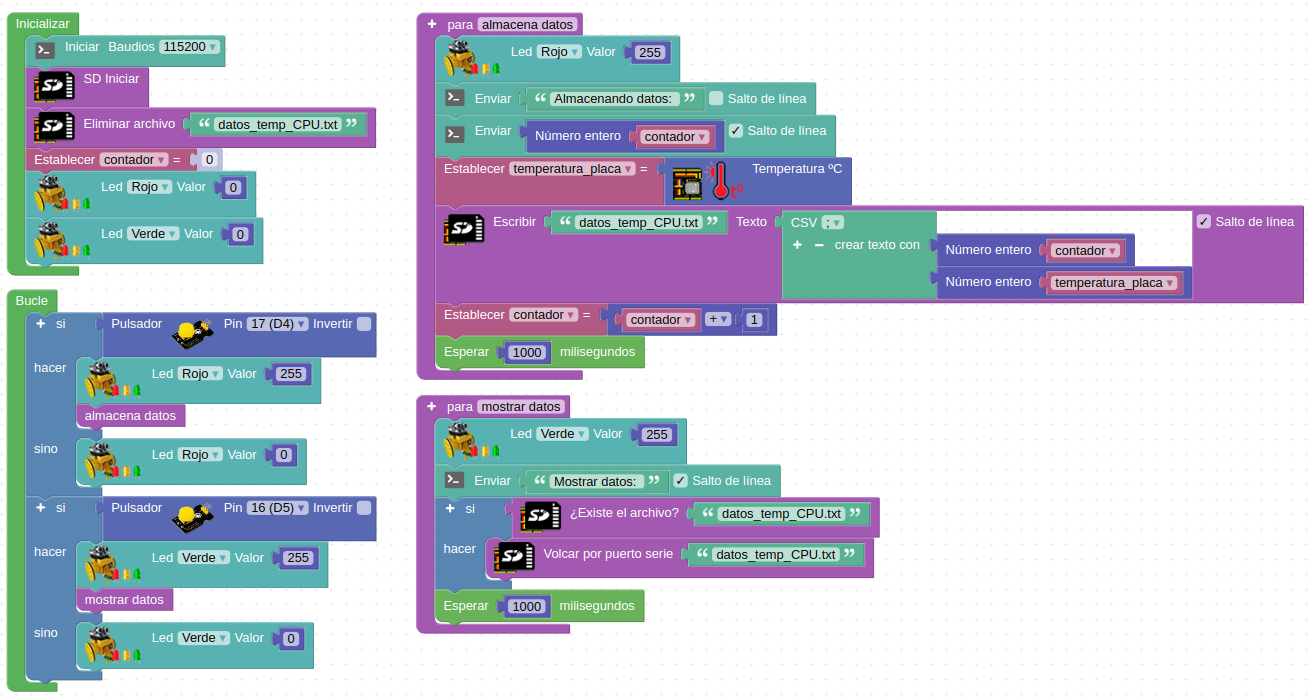 Inicializar
Iniciar Baudios 115200
SD Iniciar
Eliminar archivo “ datos_temp_CPU.txt ”
Establecer contador = 0
Led Rojo Valor 0
Led Verde Valor 0
Bucle
+ si Pulsador Pin 17 (D4) Invertir
hacer Led Rojo Valor 255
almacena datos
sino Led Rojo Valor 0
+ si Pulsador Pin 16 (D5) Invertir
hacer Led Verde Valor 255
mostrar datos
sino Led Verde Valor 0
+ para almacena datos
Led Rojo Valor 255
Enviar “ Almacenando datos: ” Salto de línea
Enviar Número entero contador Salto de línea
Establecer temperatura_placa = tº Temperatura ºC
SD Escribir “ datos_temp_CPU.txt ” Texto CSV ; Salto de línea
+ − crear texto con Número entero contador
Número entero temperatura_placa
Establecer contador = contador + 1
Esperar 1000 milisegundos
+ para mostrar datos
Led Verde Valor 255
Enviar “ Mostrar datos: ” Salto de línea
+ si SD ¿Existe el archivo? “ datos_temp_CPU.txt ”
hacer SD Volcar por puerto serie “ datos_temp_CPU.txt ”
Esperar 1000 milisegundos